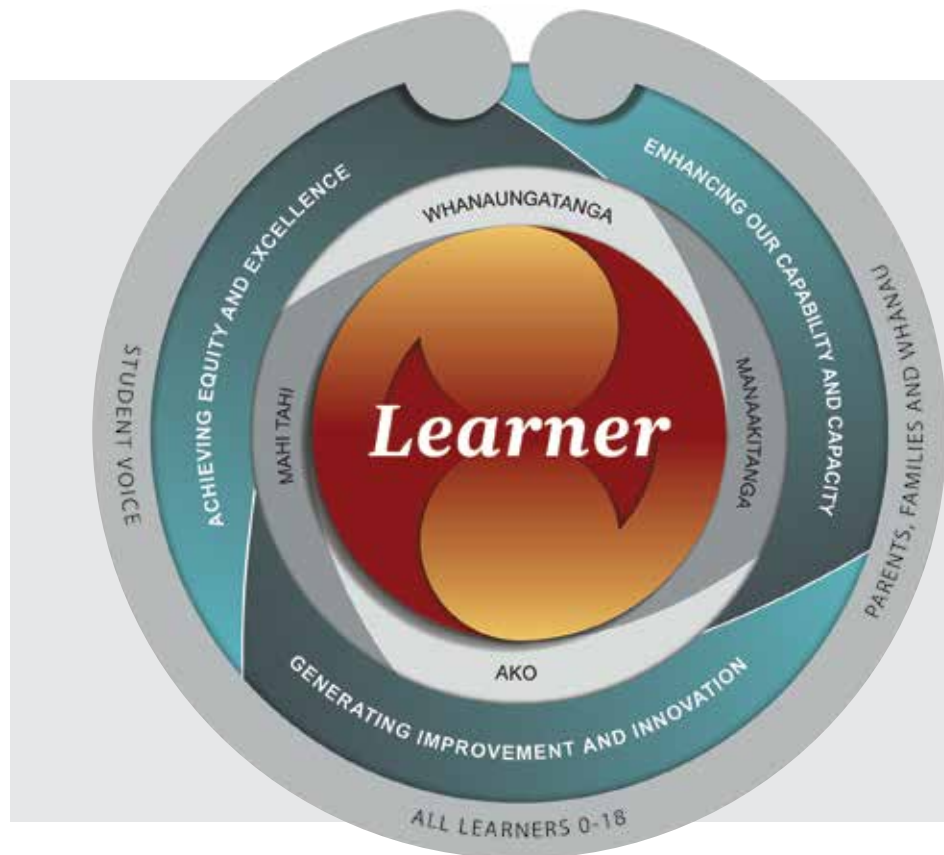 ACHIEVING EQUITY AND EXCELLENCE
ENHANCING OUR CAPABILITY AND CAPACITY
GENERATING IMPROVEMENT AND INNOVATION
WHANAUNGATANGA
MANAAKITANGA
AKO
MAHI TAHI
Learner
STUDENT VOICE
PARENTS, FAMILIES AND WHANAU
ALL LEARNERS 0-18